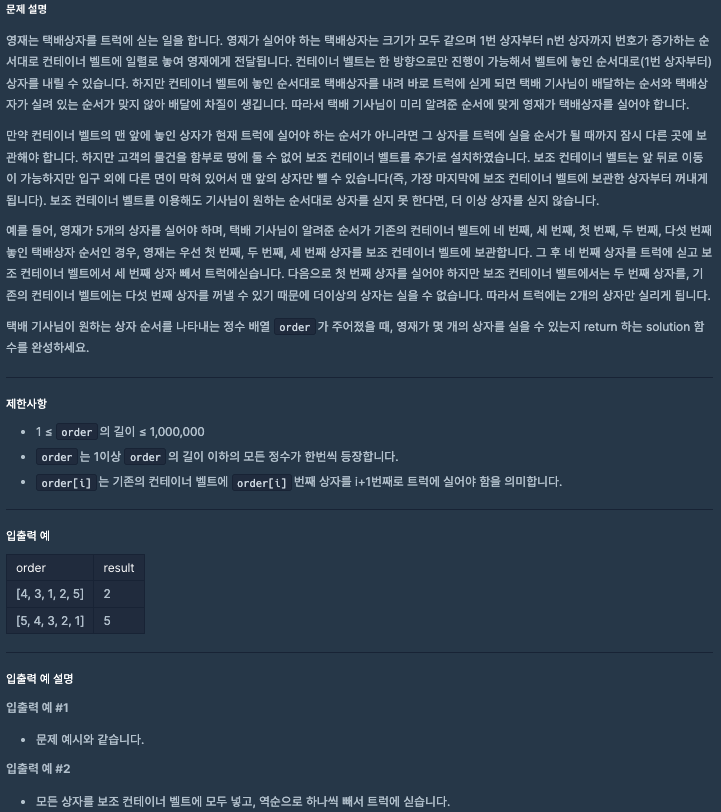 문제 설명
영재는 택배상자를 트럭에 싣는 일을 합니다. 영재가 실어야 하는 택배상자는 크기가 모두 같으며 1번 상자부터 n번 상자까지 번호가 증가하는 순
서대로 컨테이너 벨트에 일렬로 놓여 영재에게 전달됩니다. 컨테이너 벨트는 한 방향으로만 진행이 가능해서 벨트에 놓인 순서대로(1번 상자부터)
상자를 내릴 수 있습니다. 하지만 컨테이너 벨트에 놓인 순서대로 택배상자를 내려 바로 트럭에 싣게 되면 택배 기사님이 배달하는 순서와 택배상
자가 실려 있는 순서가 맞지 않아 배달에 차질이 생깁니다. 따라서 택배 기사님이 미리 알려준 순서에 맞게 영재가 택배상자를 실어야 합니다.
만약 컨테이너 벨트의 맨 앞에 놓인 상자가 현재 트럭에 실어야 하는 순서가 아니라면 그 상자를 트럭에 실을 순서가 될 때까지 잠시 다른 곳에 보
관해야 합니다. 하지만 고객의 물건을 함부로 땅에 둘 수 없어 보조 컨테이너 벨트를 추가로 설치하였습니다. 보조 컨테이너 벨트는 앞 뒤로 이동
이 가능하지만 입구 외에 다른 면이 막혀 있어서 맨 앞의 상자만 뺄 수 있습니다(즉, 가장 마지막에 보조 컨테이너 벨트에 보관한 상자부터 꺼내게
됩니다). 보조 컨테이너 벨트를 이용해도 기사님이 원하는 순서대로 상자를 싣지 못 한다면, 더 이상 상자를 싣지 않습니다.
예를 들어, 영재가 5개의 상자를 실어야 하며, 택배 기사님이 알려준 순서가 기존의 컨테이너 벨트에 네 번째, 세 번째, 첫 번째, 두 번째, 다섯 번째
놓인 택배상자 순서인 경우, 영재는 우선 첫 번째, 두 번째, 세 번째 상자를 보조 컨테이너 벨트에 보관합니다. 그 후 네 번째 상자를 트럭에 싣고 보
조 컨테이너 벨트에서 세 번째 상자 빼서 트럭에싣습니다. 다음으로 첫 번째 상자를 실어야 하지만 보조 컨테이너 벨트에서는 두 번째 상자를, 기
존의 컨테이너 벨트에는 다섯 번째 상자를 꺼낼 수 있기 때문에 더이상의 상자는 실을 수 없습니다. 따라서 트럭에는 2개의 상자만 실리게 됩니다.
택배 기사님이 원하는 상자 순서를 나타내는 정수 배열 order 가 주어졌을 때, 영재가 몇 개의 상자를 실을 수 있는지 return 하는 solution 함
수를 완성하세요.
제한사항
• 1 ≤ order 의 길이 ≤ 1,000,000
• order 는 1이상 order 의 길이 이하의 모든 정수가 한번씩 등장합니다.
• order[i] 는 기존의 컨테이너 벨트에 order[i] 번째 상자를 i+1번째로 트럭에 실어야 함을 의미합니다.
입출력 예
order result
[4, 3, 1, 2, 5] 2
[5, 4, 3, 2, 1] 5
입출력 예 설명
입출력 예 #1
• 문제 예시와 같습니다.
입출력 예 #2
• 모든 상자를 보조 컨테이너 벨트에 모두 넣고, 역순으로 하나씩 빼서 트럭에 싣습니다.